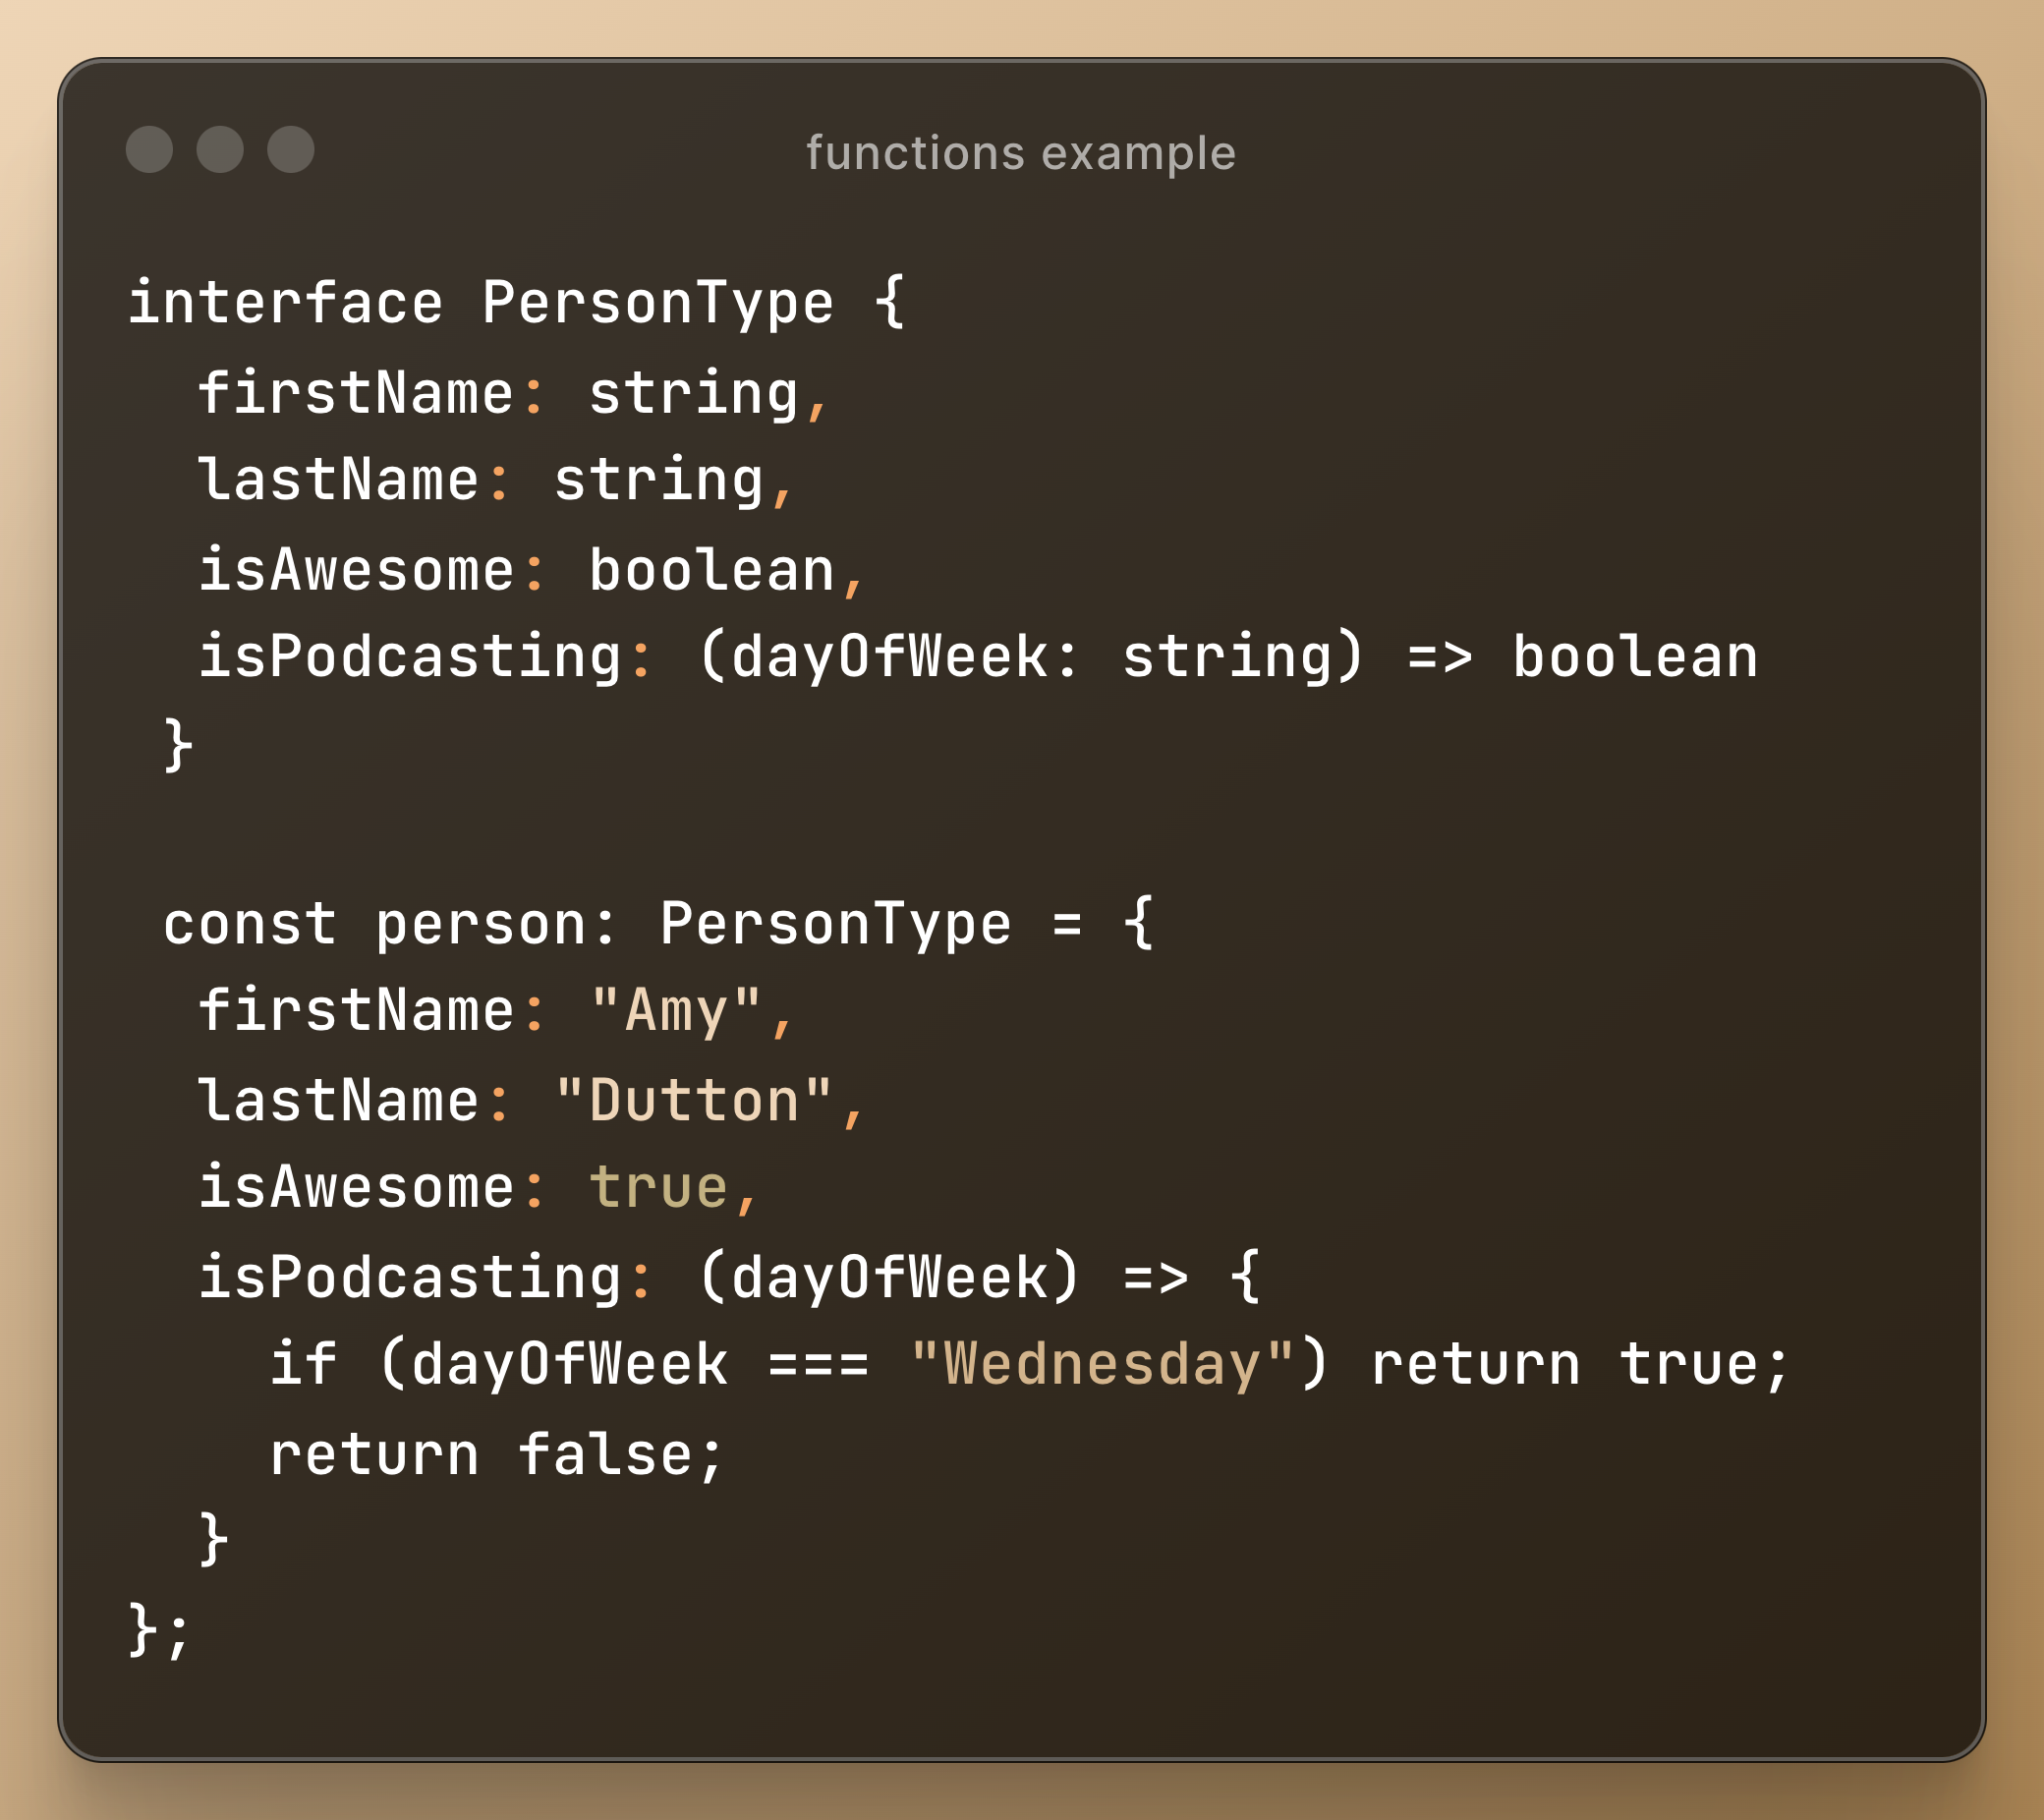 functions example
interface PersonType {
  firstName: string,
  lastName: string,
  isAwesome: boolean,
  isPodcasting: (dayOfWeek: string) => boolean
 }

 const person: PersonType = {
  firstName: "Amy",
  lastName: "Dutton",
  isAwesome: true,
  isPodcasting: (dayOfWeek) => {
    if (dayOfWeek === "Wednesday") return true;
    return false;
  }
};